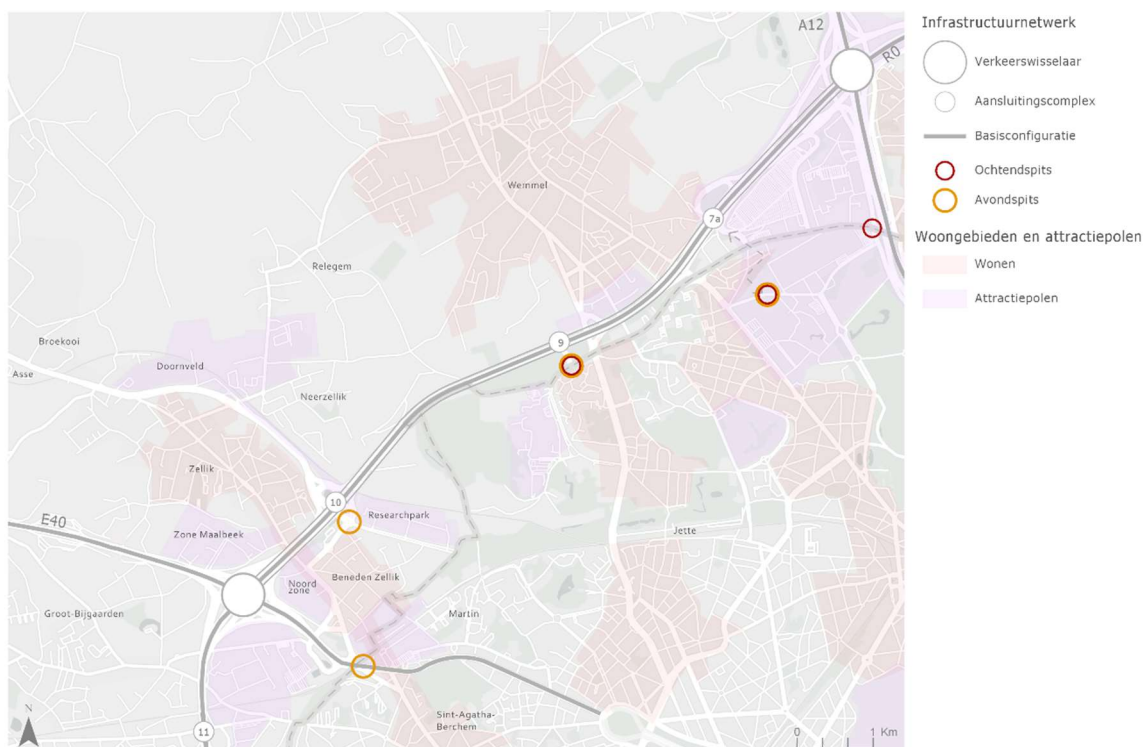 A12
R0
Wemmel
7a
Relegem
Broekooi
9
Doornveld
Asse
Neerzellik
Zellik
10
Researchpark
E40
Zone Maalbeek
Jette
Noord
zone
Beneden Zellik
Groot-Bijgaarden
Martin
Sint-Agatha-
Berchem
11
N
0 1 Km
Infrastructuurnetwerk
Verkeerswisselaar
Aansluitingscomplex
Basisconfiguratie
Ochtendspits
Avondspits
Woongebieden en attractiepolen
Wonen
Attractiepolen